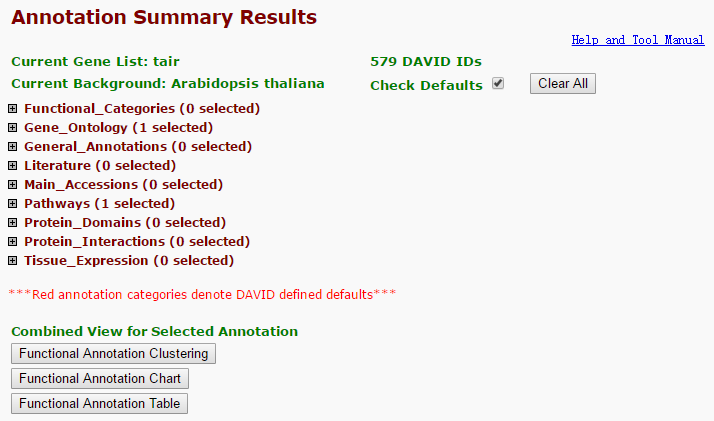 Annotation Summary Results
Help and Tool Manual
Current Gene List: tair 579 DAVID IDs
Current Background: Arabidopsis thaliana Check Defaults Clear All
Functional_Categories (0 selected)
Gene_Ontology (1 selected)
General_Annotations (0 selected)
Literature (0 selected)
Main_Accessions (0 selected)
Pathways (1 selected)
Protein_Domains (0 selected)
Protein_Interactions (0 selected)
Tissue_Expression (0 selected)
***Red annotation categories denote DAVID defined defaults***
Combined View for Selected Annotation
Functional Annotation Clustering
Functional Annotation Chart
Functional Annotation Table